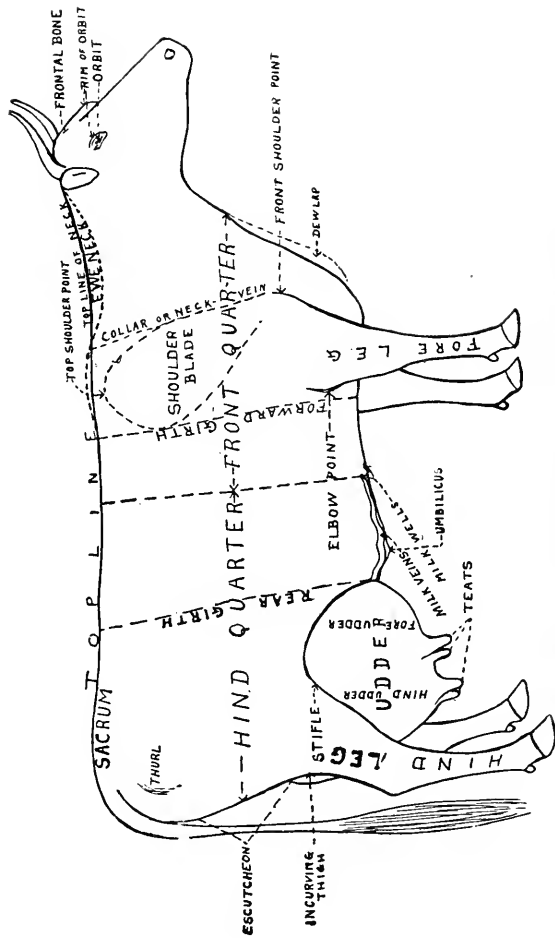 FRONTAL BONE
RIM OF ORBIT
ORBIT
TOP SHOULDER POINT
TOP LINE OF NECK
EWE NECK
COLLAR OR NECK VEIN
FRONT SHOULDER POINT
DEWLAP
SHOULDER
BLADE
TOP LINE
FORWARD
GIRTH
FRONT QUARTER
HIND QUARTER
REAR
GIRTH
SACRUM
THURL
ELBOW POINT
FORE LEG
STIFLE
UDDER
FORE UDDER
HIND UDDER
MILK WELLS
MILK VEINS
UMBILICUS
TEATS
HIND LEG
ESCUTCHEON
INCURVING
THIGH